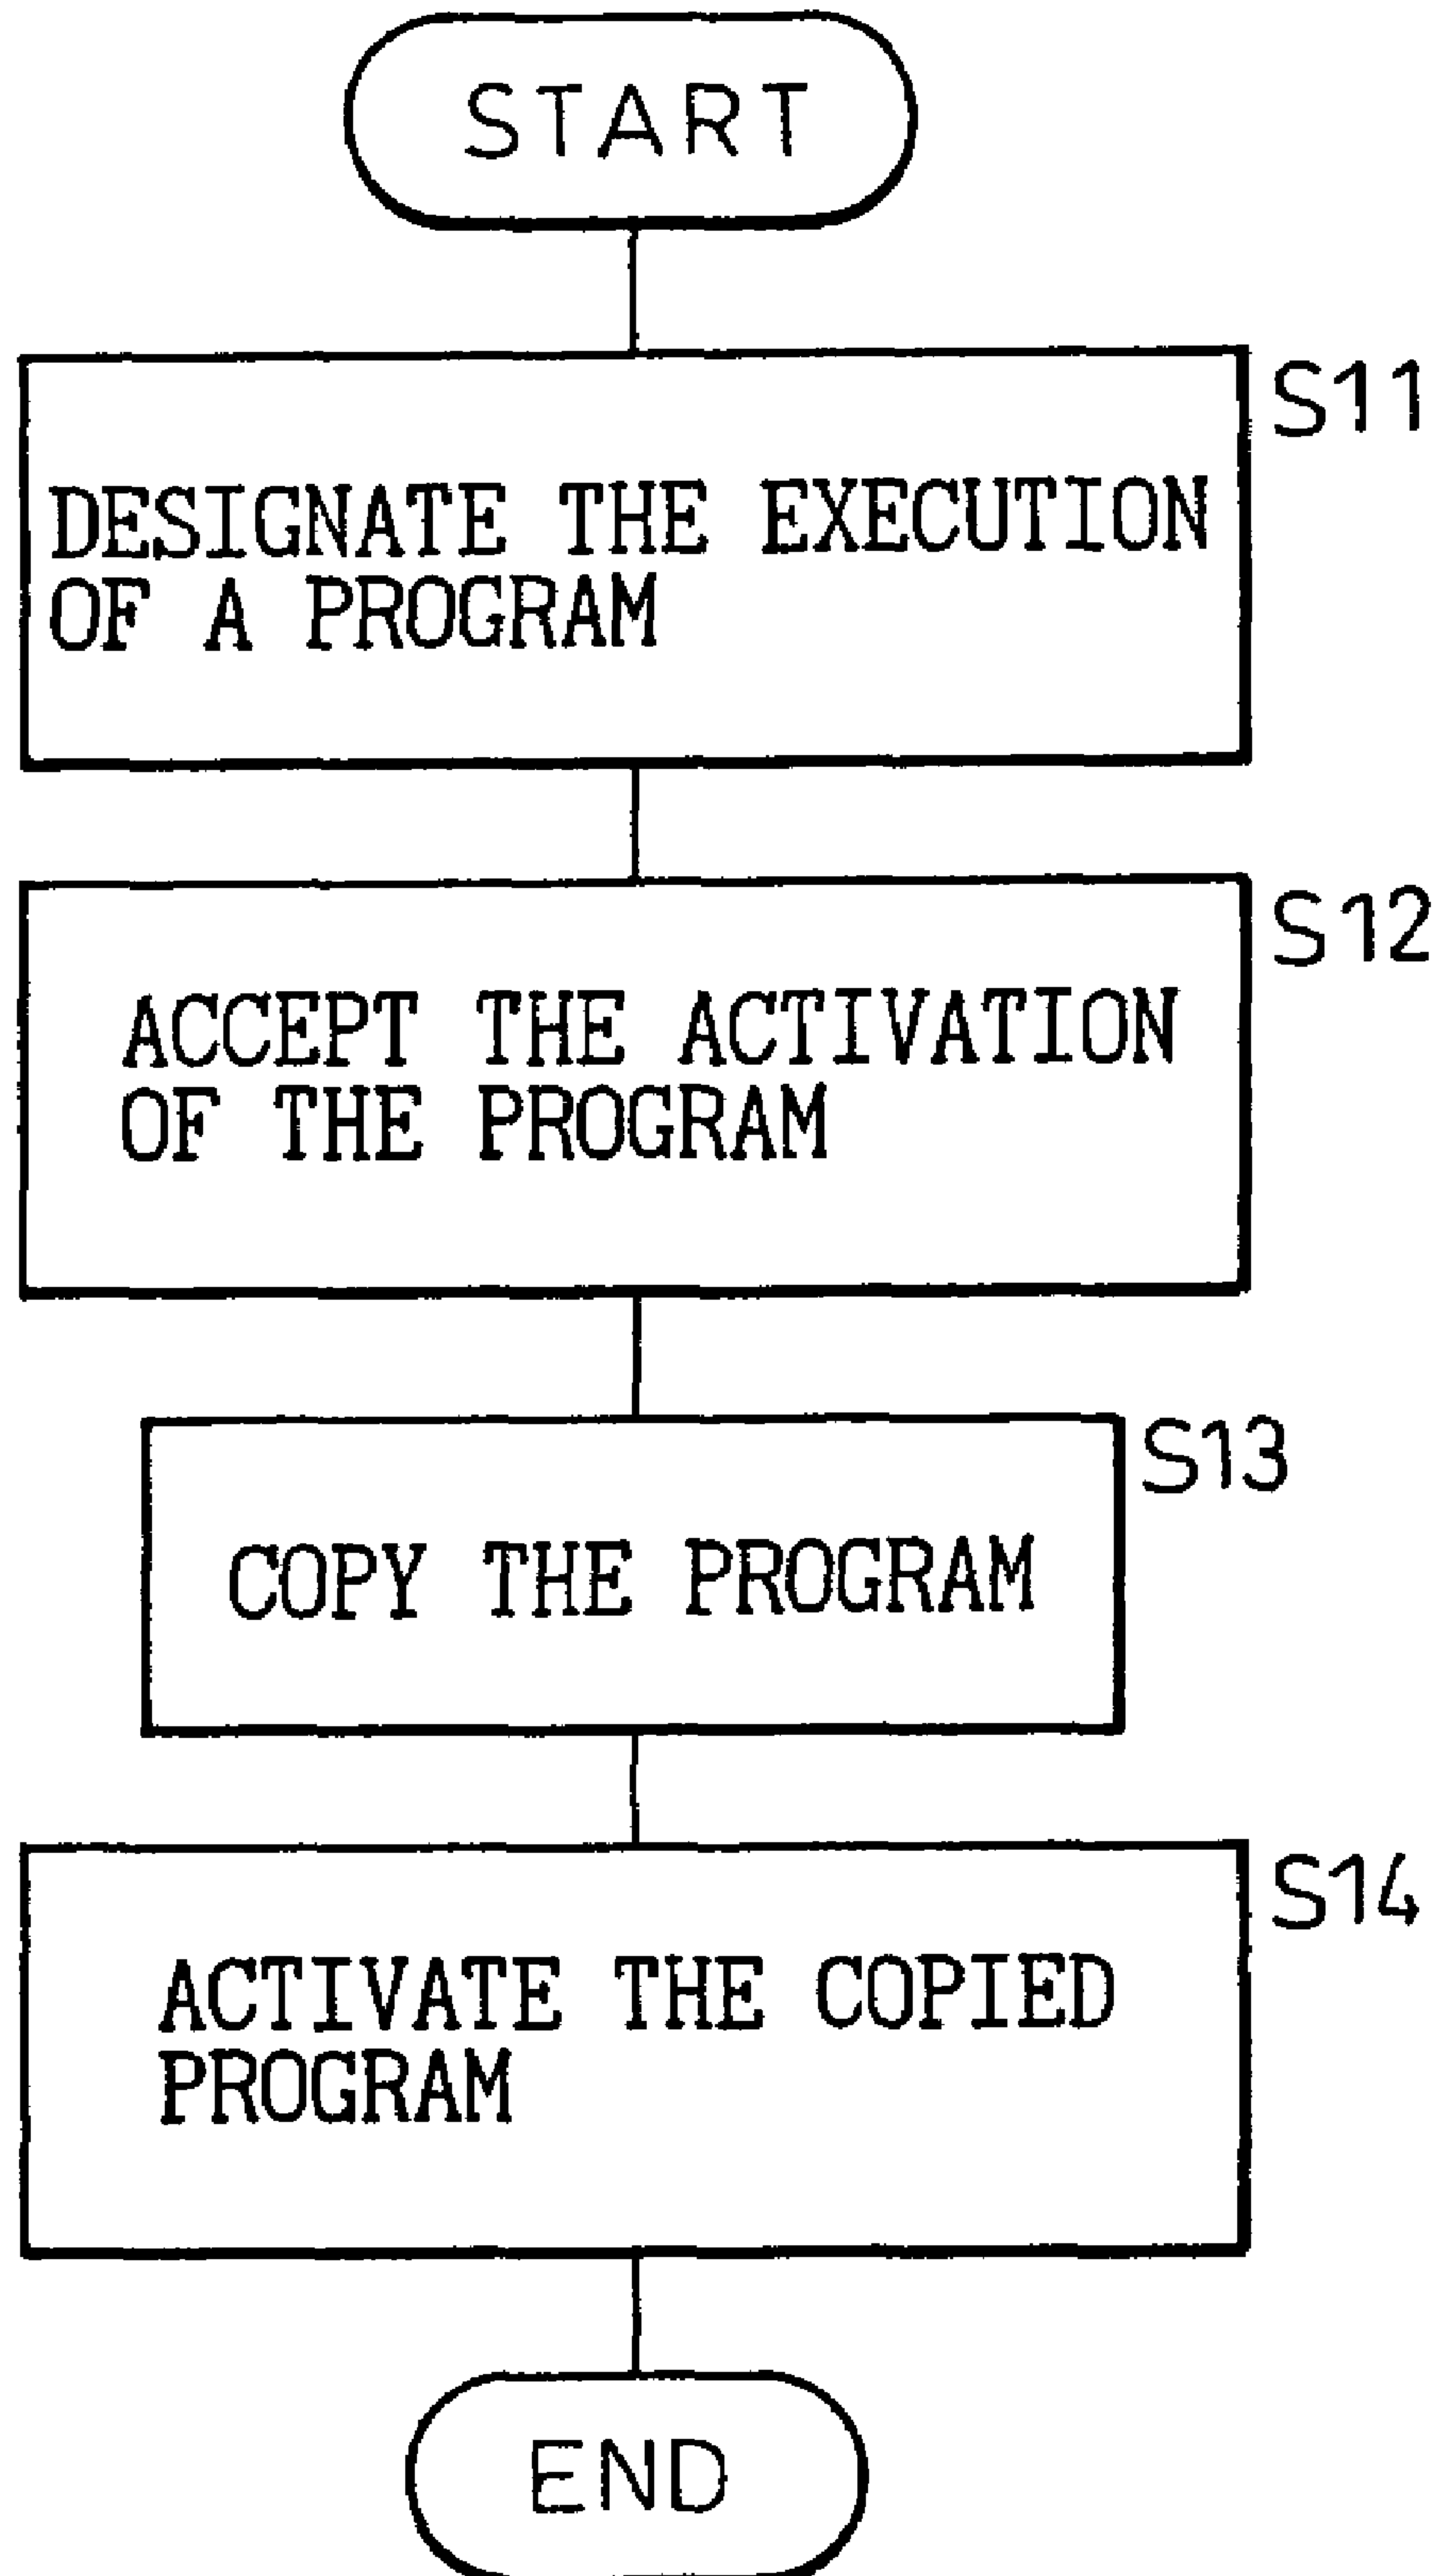 START
S11
DESIGNATE THE EXECUTION
OF A PROGRAM
S12
ACCEPT THE ACTIVATION
OF THE PROGRAM
S13
COPY THE PROGRAM
S14
ACTIVATE THE COPIED
PROGRAM
END